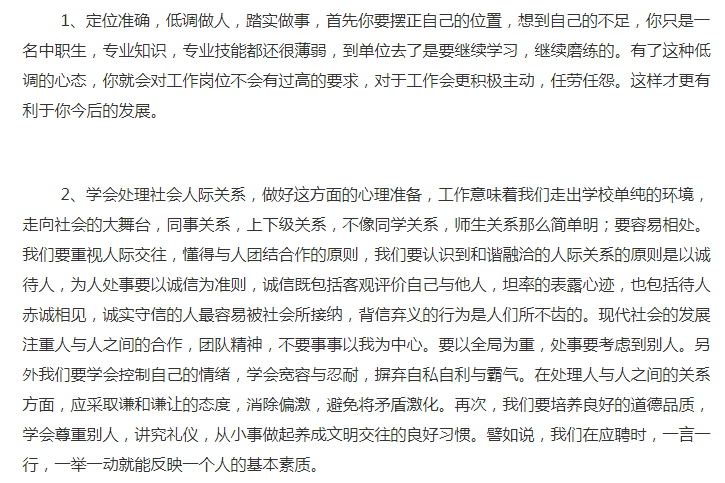 1、定位准确，低调做人，踏实做事，首先你要摆正自己的位置，想到自己的不足，你只是一
名中职生，专业知识，专业技能都还很薄弱，到单位去了是要继续学习，继续磨练的。有了这种低
调的心态，你就会对工作岗位不会有过高的要求，对于工作会更积极主动，任劳任怨。这样才更有
利于你今后的发展。
2、学会处理社会人际关系，做好这方面的心理准备，工作意味着我们走出学校单纯的环境，
走向社会的大舞台，同事关系，上下级关系，不像同学关系，师生关系那么简单明；要容易相处。
我们要重视人际交往，懂得与人团结合作的原则，我们要认识到和谐融洽的人际关系的原则是以诚
待人，为人处事要以诚信为准则，诚信既包括客观评价自己与他人，坦率的表露心迹，也包括待人
赤诚相见，诚实守信的人最容易被社会所接纳，背信弃义的行为是人们所不齿的。现代社会的发展
注重人与人之间的合作，团队精神，不要事事以我为中心。要以全局为重，处事要考虑到别人。另
外我们要学会控制自己的情绪，学会宽容与忍耐，摒弃自私自利与霸气。在处理人与人之间的关系
方面，应采取谦和谦让的态度，消除偏激，避免将矛盾激化。再次，我们要培养良好的道德品质，
学会尊重别人，讲究礼仪，从小事做起养成文明交往的良好习惯。譬如说，我们在应聘时，一言一
行，一举一动就能反映一个人的基本素质。